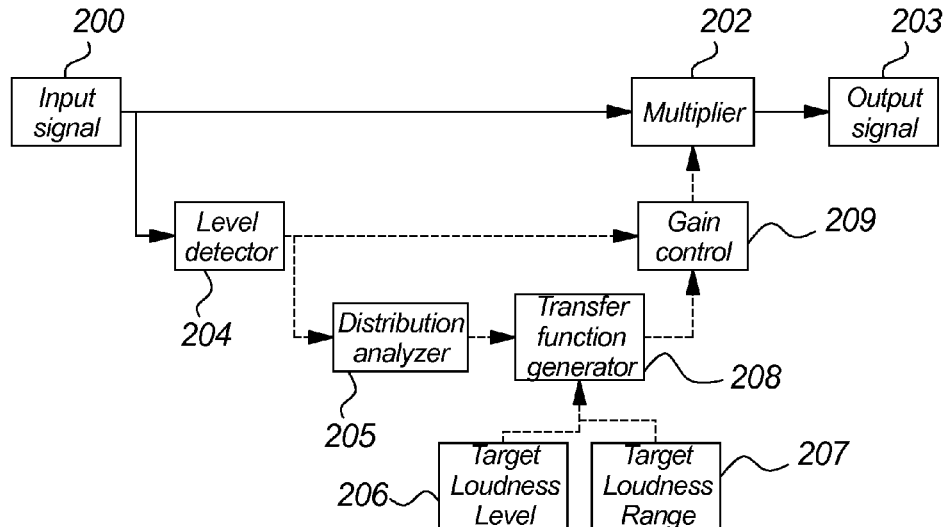 200
202
203
Input
signal
Multiplier
Output
signal
Level
detector
204
Gain
control
209
Distribution
analyzer
205
Transfer
function
generator
208
206
Target
Loudness
Level
Target
Loudness
Range
207